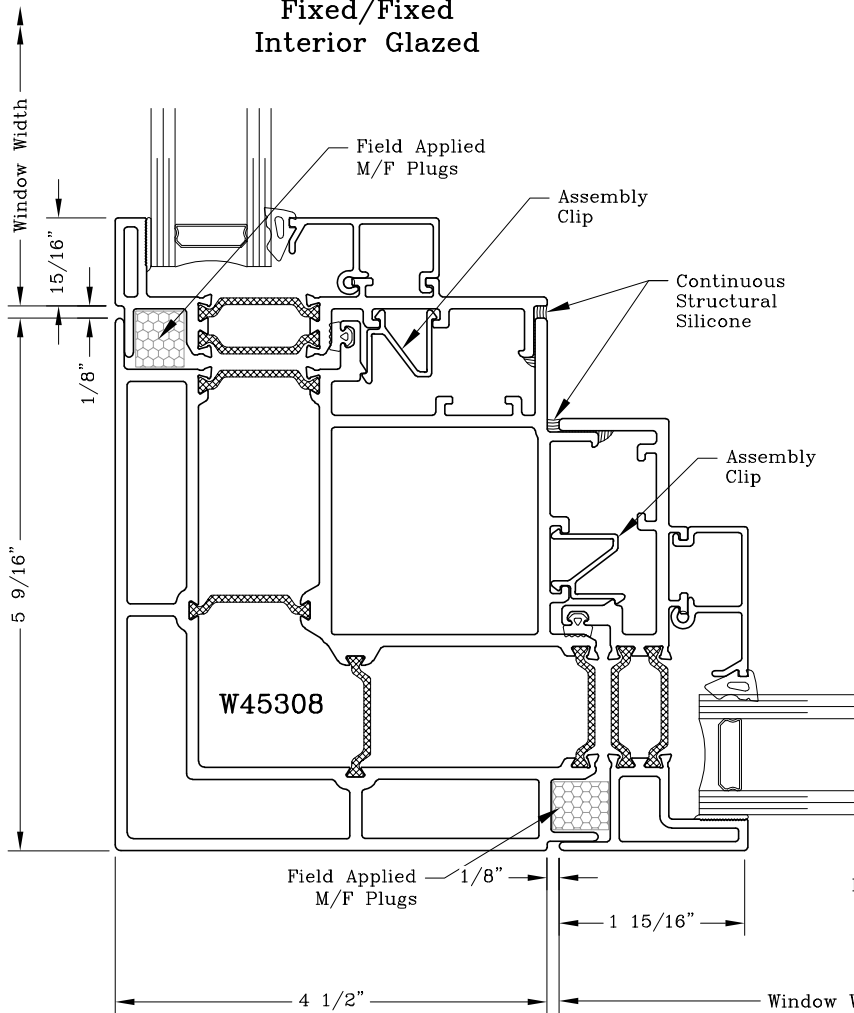 Fixed/Fixed
Interior Glazed
Window Width
Field Applied
M/F Plugs
Assembly
Clip
15/16"
Continuous
Structural
Silicone
1/8"
Assembly
Clip
5 9/16"
W45308
Field Applied
M/F Plugs
1/8"
1 15/16"
4 1/2"
Window W